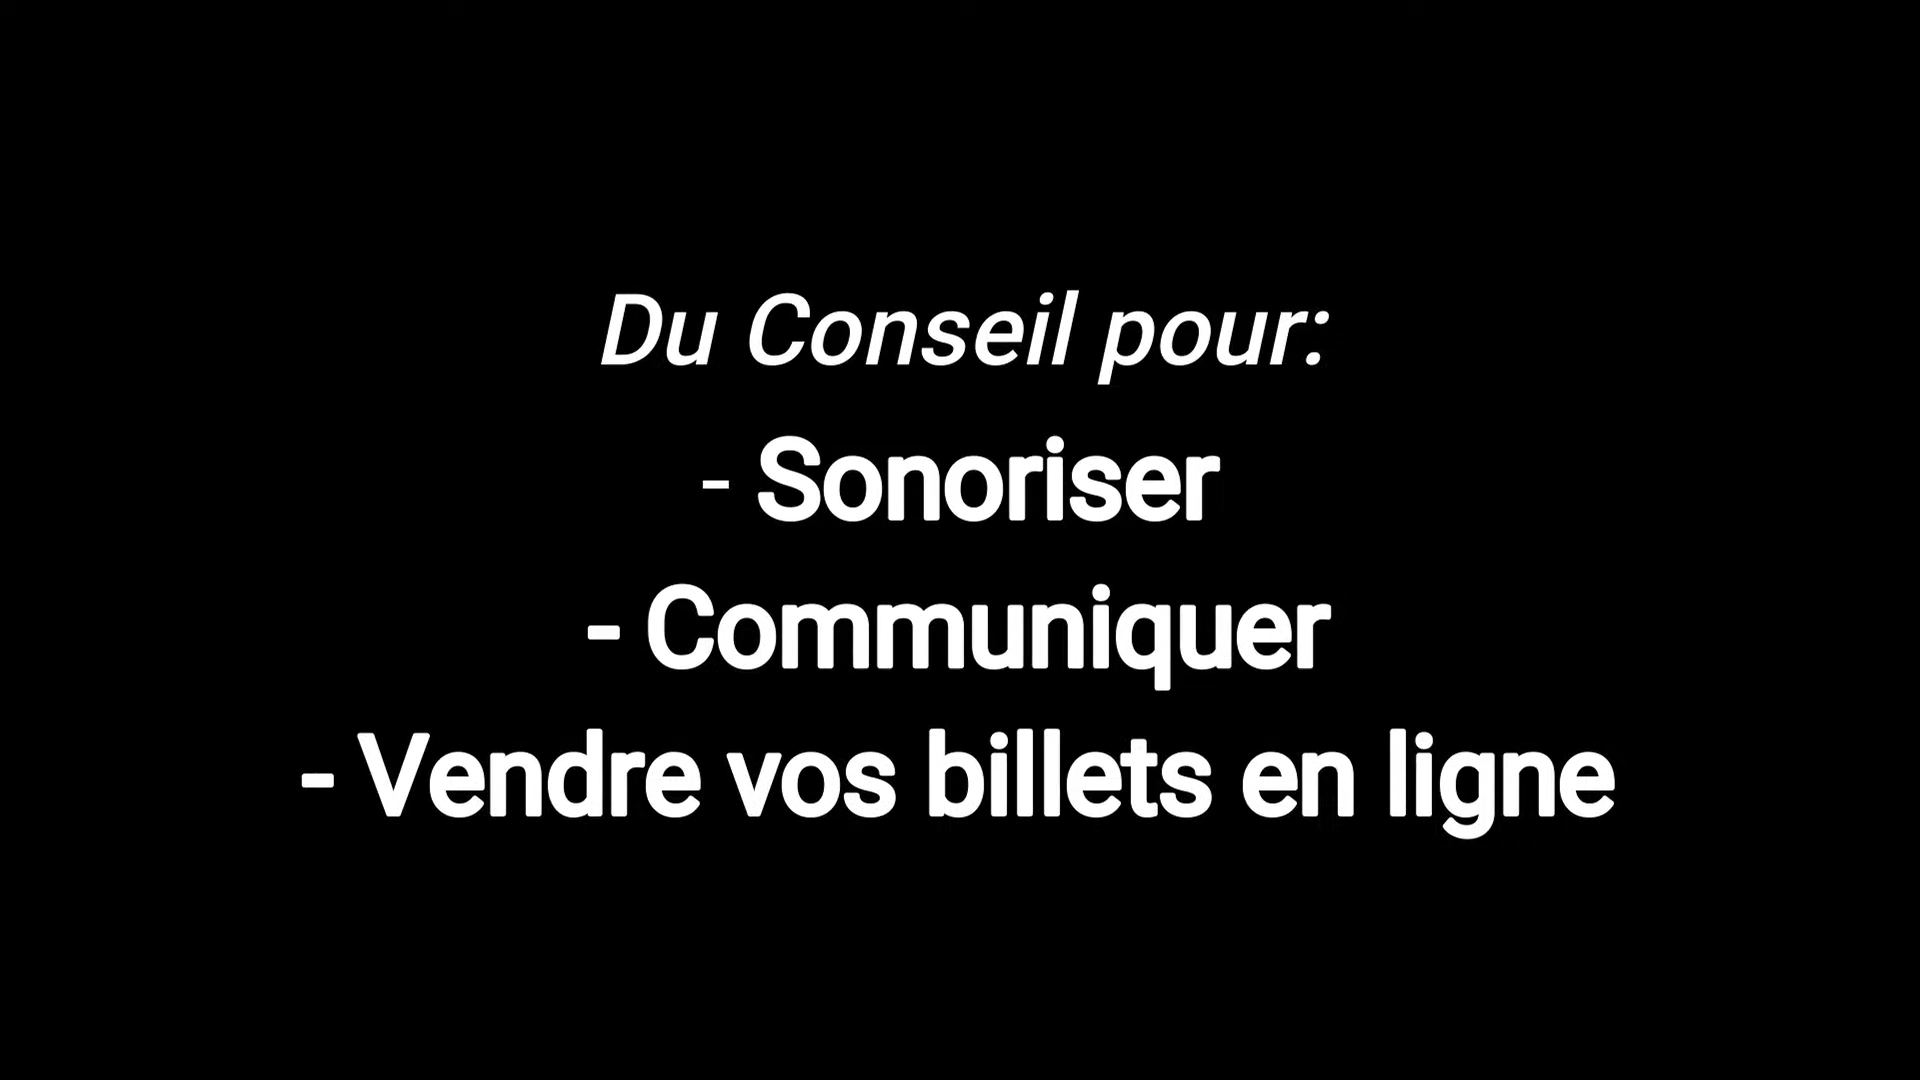 Du Conseil pour:
- Sonoriser
- Communiquer
- Vendre vos billets en ligne